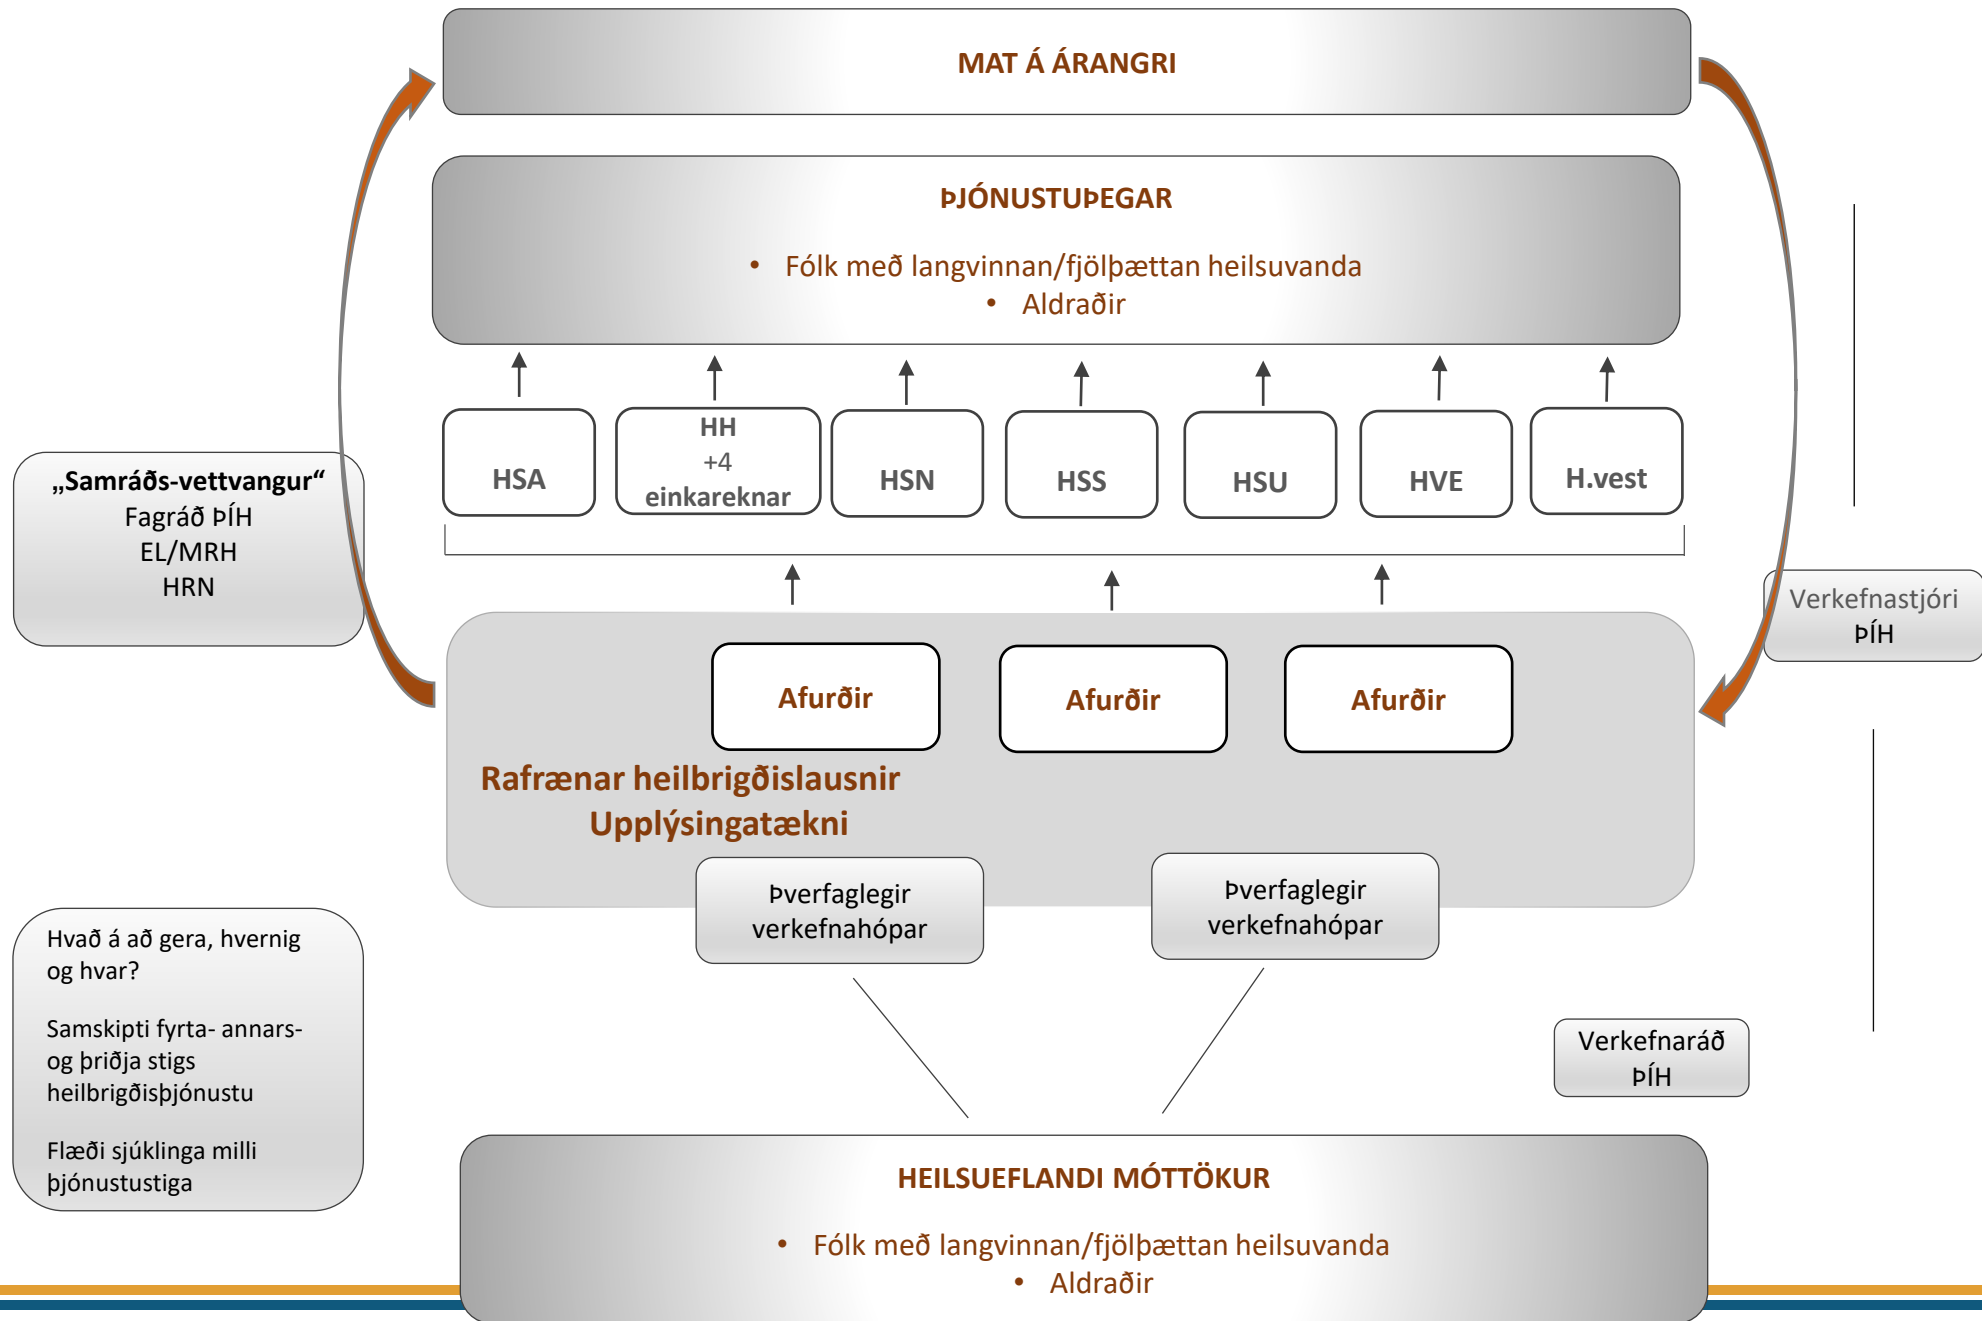 MAT Á ÁRANGRI
ÞJÓNUSTUÞEGAR
• Fólk með langvinnan/fjölþættan heilsuvanda
• Aldraðir
HSA
HH
+4
einkareknar
HSN
HSS
HSU
HVE
H.vest
„Samráðs-vettvangur“
Fagráð ÞÍH
EL/MRH
HRN
Verkefnastjóri
ÞÍH
Afurðir
Afurðir
Afurðir
Rafrænar heilbrigðislausnir
Upplýsingatækni
Þverfaglegir
verkefnahópar
Þverfaglegir
verkefnahópar
Hvað á að gera, hvernig
og hvar?
Samskipti fyrta- annars-
og þriðja stigs
heilbrigðisþjónustu
Flæði sjúklinga milli
þjónustustiga
Verkefnaráð
ÞÍH
HEILSUEFLANDI MÓTTÖKUR
• Fólk með langvinnan/fjölþættan heilsuvanda
• Aldraðir